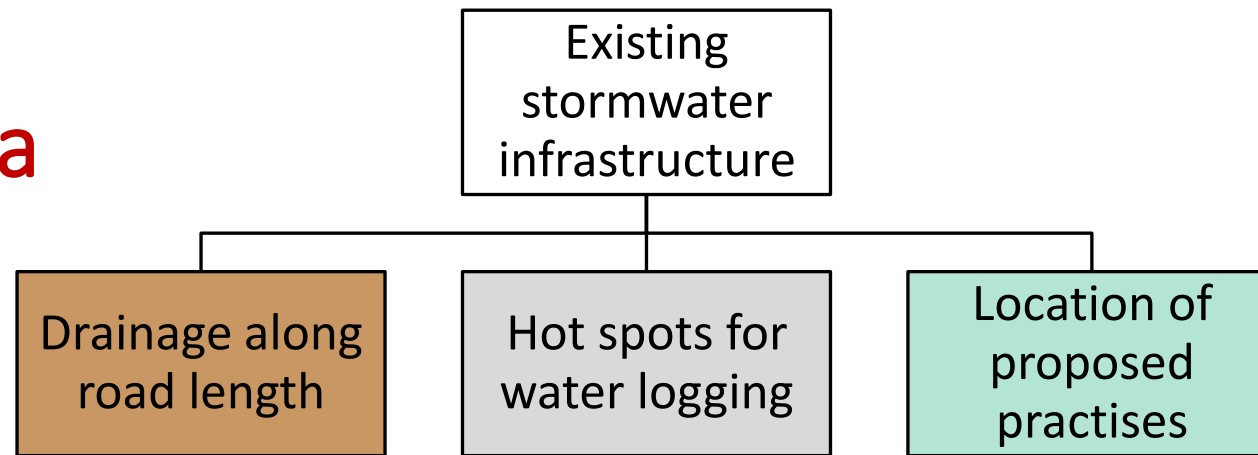 Existing
stormwater
infrastructure
a
Drainage along
road length
Hot spots for
water logging
Location of
proposed
practises